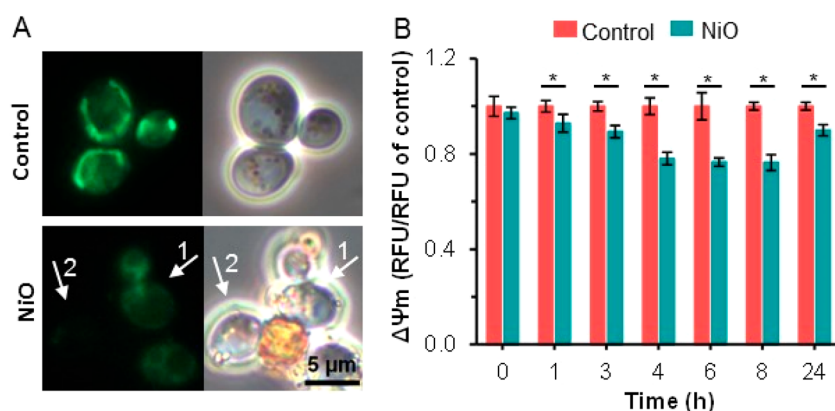 A
Control
NiO
2
1
2
1
5 µm
B
Control
NiO
ΔΨm (RFU/RFU of control)
1.2
0.8
0.4
0.0
* * * * * *
0 1 3 4 6 8 24
Time (h)